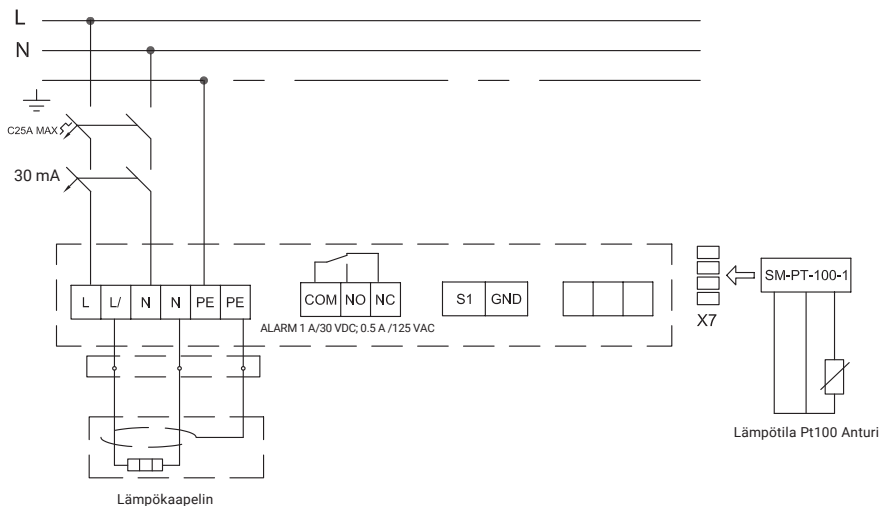 L
N
C25A MAX
30 mA
L L/ N N PE PE
COM NO NC
S1 GND
SM-PT-100-1
X7
ALARM 1 A/30 VDC; 0.5 A /125 VAC
Lämpötila Pt100 Anturi
Lämpökaapelin